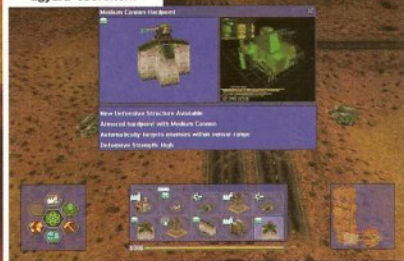 Medium Cannon Hardpoint
New Defensive Structure Available
Armored hardpoint with Medium Cannon
Automatically targets enemies within sensor range
Defensive Strength High